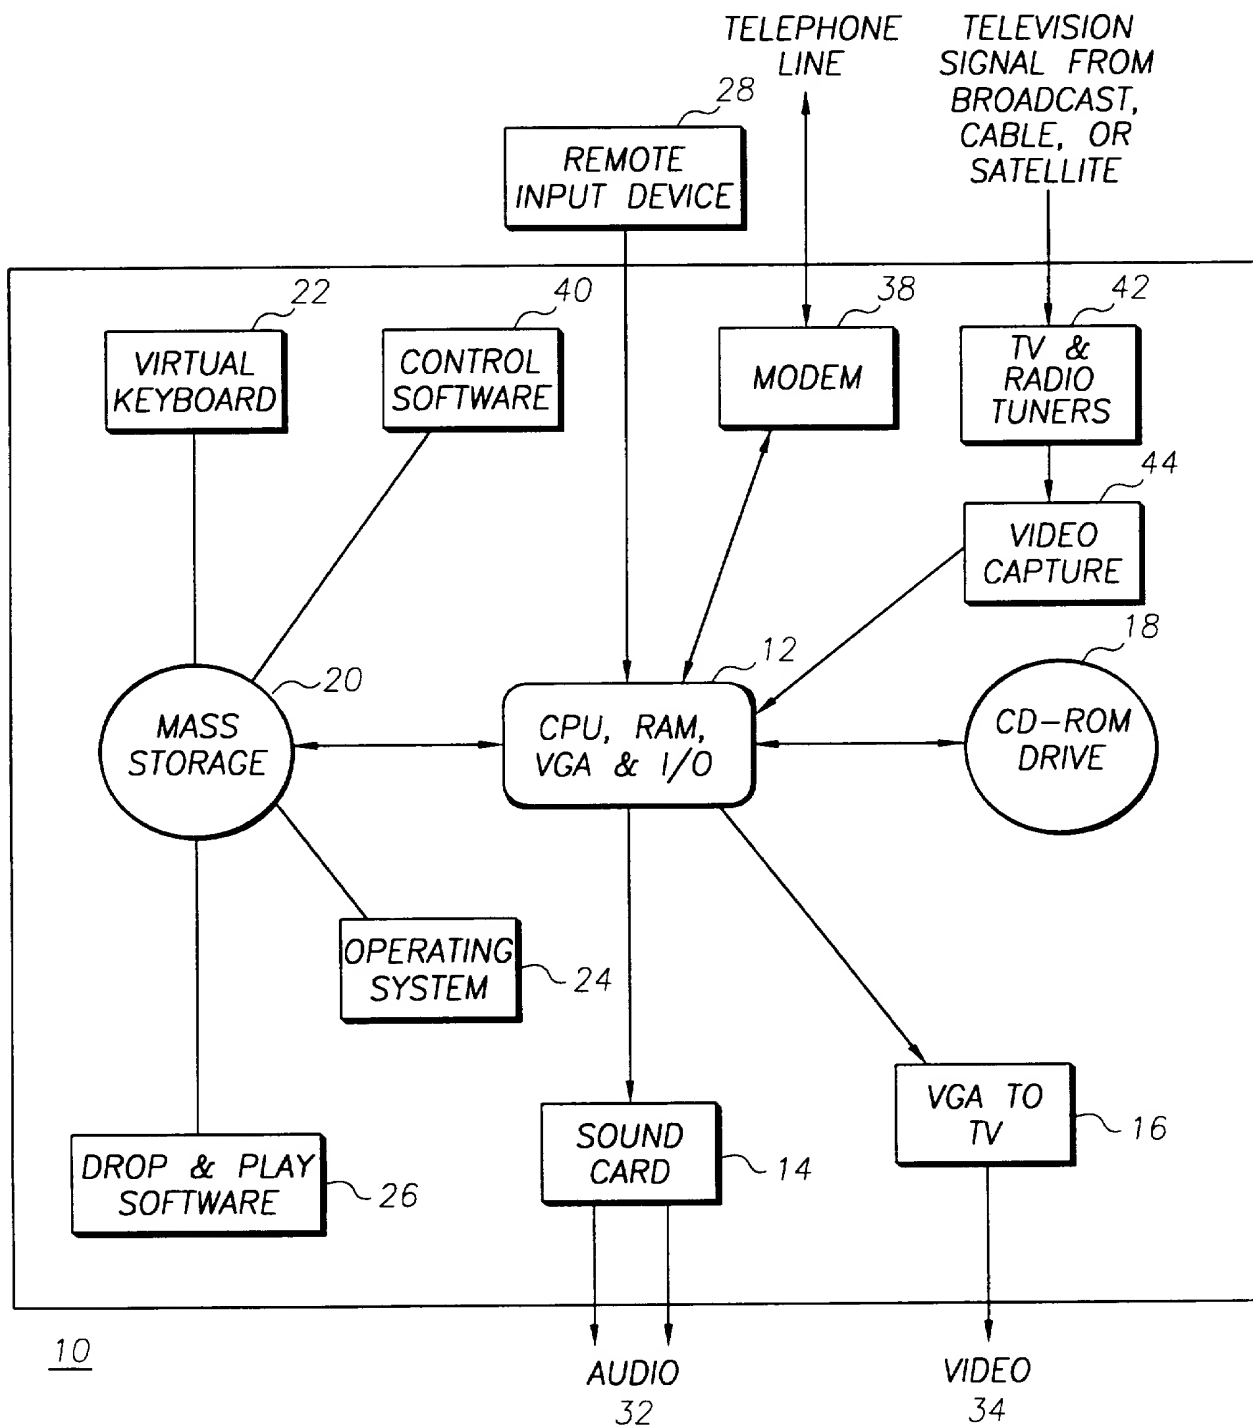 TELEPHONE
LINE
TELEVISION
SIGNAL FROM
BROADCAST,
CABLE, OR
SATELLITE
28
REMOTE
INPUT DEVICE
22
VIRTUAL
KEYBOARD
40
CONTROL
SOFTWARE
38
MODEM
42
TV &
RADIO
TUNERS
44
VIDEO
CAPTURE
20
MASS
STORAGE
12
CPU, RAM,
VGA & I/O
18
CD-ROM
DRIVE
OPERATING
SYSTEM
24
DROP & PLAY
SOFTWARE
26
SOUND
CARD
14
VGA TO
TV
16
10
AUDIO
32
VIDEO
34